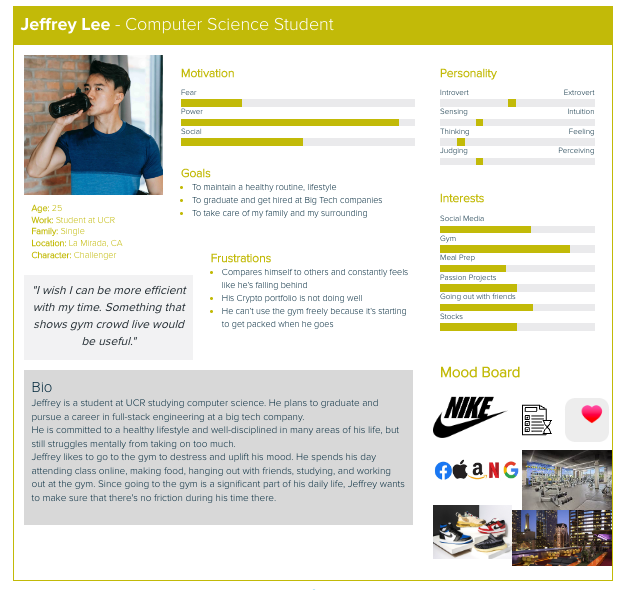 Jeffrey Lee - Computer Science Student
Motivation
Fear
Power
Social
Goals
To maintain a healthy routine, lifestyle
To graduate and get hired at Big Tech companies
To take care of my family and my surrounding
Personality
Introvert Extrovert
Sensing Intuition
Thinking Feeling
Judging Perceiving
Age: 25
Work: Student at UCR
Family: Single
Location: La Mirada, CA
Character: Challenger
Frustrations
Compares himself to others and constantly feels
like he's falling behind
His Crypto portfolio is not doing well
He can't use the gym freely because it's starting
to get packed when he goes
Interests
Social Media
Gym
Meal Prep
Passion Projects
Going out with friends
Stocks
"I wish I can be more efficient
with my time. Something that
shows gym crowd live would
be useful."
Bio
Jeffrey is a student at UCR studying computer science. He plans to graduate and
pursue a career in full-stack engineering at a big tech company.
He is committed to a healthy lifestyle and well-disciplined in many areas of his life, but
still struggles mentally from taking on too much.
Jeffrey likes to go to the gym to destress and uplift his mood. He spends his day
attending class online, making food, hanging out with friends, studying, and working
out at the gym. Since going to the gym is a significant part of his daily life, Jeffrey wants
to make sure that there's no friction during his time there.
Mood Board
NIKE
f a N G